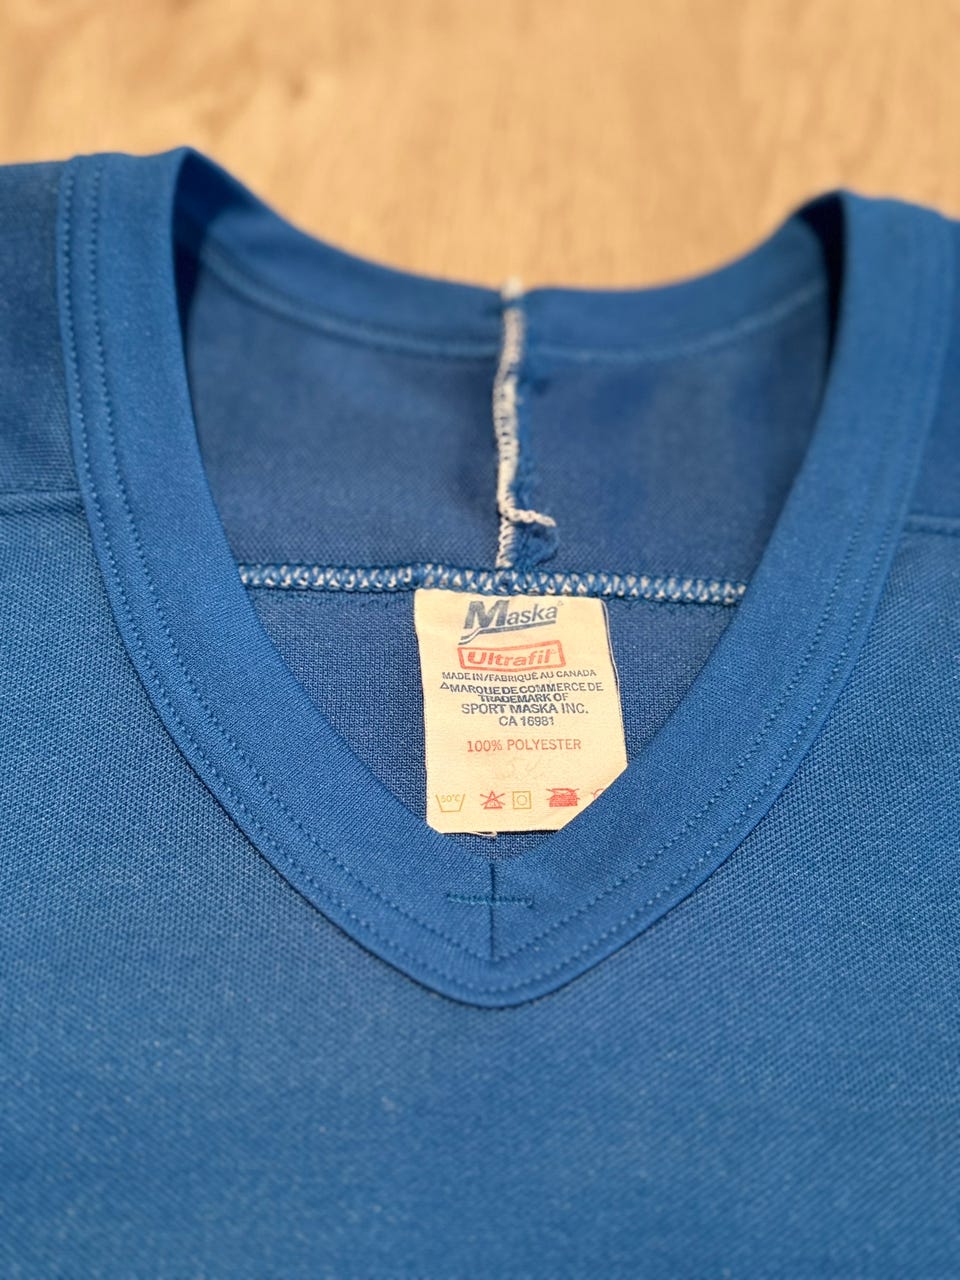 Maska△
Ultrafil
MADE IN/FABRIQUÉ AU CANADA
△MARQUE DE COMMERCE DE
TRADEMARK OF
SPORT MASKA INC.
CA 16981
100% POLYESTER
50°C